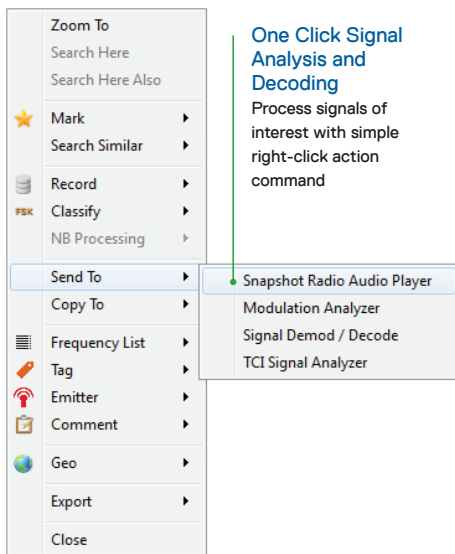 Zoom To
Search Here
Search Here Also
Mark
Search Similar
Record
FSK Classify
NB Processing
Send To
Copy To
Frequency List
Tag
Emitter
Comment
Geo
Export
Close
One Click Signal
Analysis and
Decoding
Process signals of
interest with simple
right-click action
command
Snapshot Radio Audio Player
Modulation Analyzer
Signal Demod / Decode
TCI Signal Analyzer